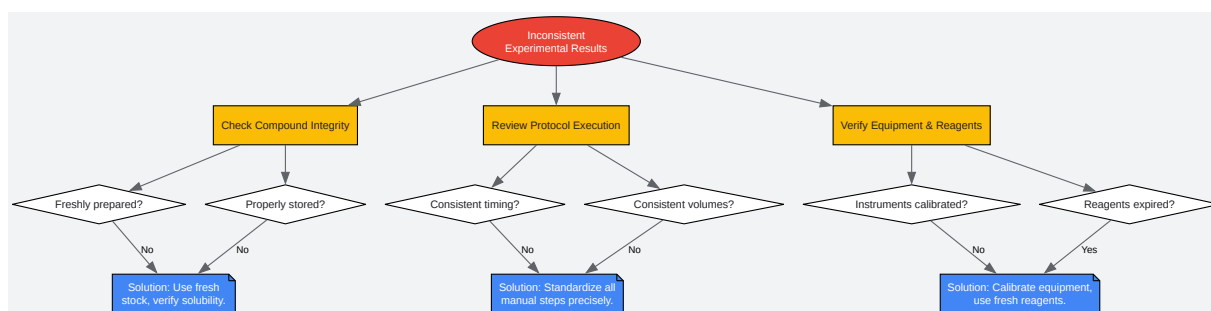 Inconsistent
Experimental Results
Check Compound Integrity
Review Protocol Execution
Verify Equipment & Reagents
Freshly prepared?
Properly stored?
Consistent timing?
Consistent volumes?
Instruments calibrated?
Reagents expired?
No
No
No
No
No
Yes
Solution: Use fresh
stock, verify solubility.
Solution: Standardize all
manual steps precisely.
Solution: Calibrate equipment,
use fresh reagents.